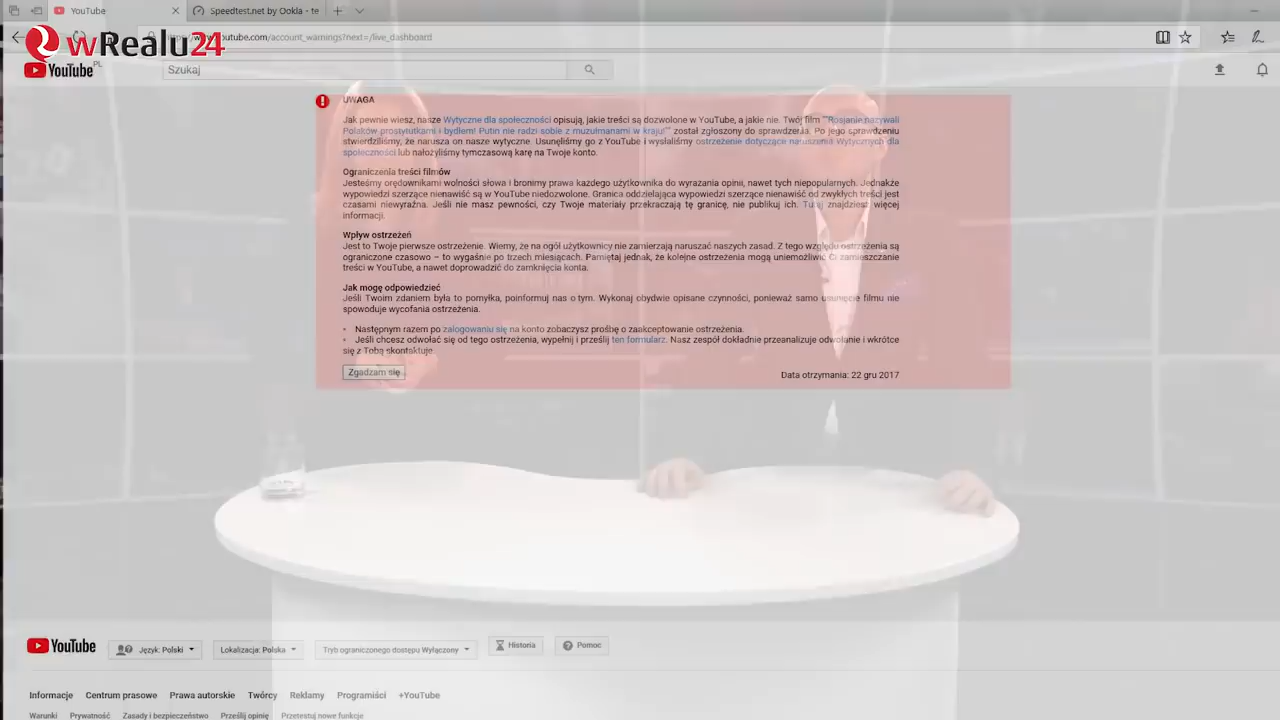 YouTube
Speedtest.net by Ookla - te
www.youtube.com/account_warnings?next=/live_dashboard
wRealu24
YouTube PL
Szukaj
UWAGA
Jak pewnie wiesz, nasze Wytyczne dla społeczności opisują, jakie treści są dozwolone w YouTube, a jakie nie. Twój film ""Rosjanie nazywali
Polaków prostytutkami i bydłem! Putin nie radzi sobie z muzułmanami w kraju!"" został zgłoszony do sprawdzenia. Po jego sprawdzeniu
stwierdziliśmy, że narusza on nasze wytyczne. Usunęliśmy go z YouTube i wysłaliśmy ostrzeżenie dotyczące naruszenia Wytycznych dla
społeczności lub nałożyliśmy tymczasową karę na Twoje konto.
Ograniczenia treści filmów
Jesteśmy orędownikami wolności słowa i bronimy prawa każdego użytkownika do wyrażania opinii, nawet tych niepopularnych. Jednakże
wypowiedzi szerzące nienawiść są w YouTube niedozwolone. Granica oddzielająca wypowiedzi szerzące nienawiść od zwykłych treści jest
czasami niewyraźna. Jeśli nie masz pewności, czy Twoje materiały przekraczają tę granicę, nie publikuj ich. Tutaj znajdziesz więcej
informacji.
Wpływ ostrzeżeń
Jest to Twoje pierwsze ostrzeżenie. Wiemy, że na ogół użytkownicy nie zamierzają naruszać naszych zasad. Z tego względu ostrzeżenia są
ograniczone czasowo – to wygaśnie po trzech miesiącach. Pamiętaj jednak, że kolejne ostrzeżenia mogą uniemożliwić Ci zamieszczanie
treści w YouTube, a nawet doprowadzić do zamknięcia konta.
Jak mogę odpowiedzieć
Jeśli Twoim zdaniem była to pomyłka, poinformuj nas o tym. Wykonaj obydwie opisane czynności, ponieważ samo usunięcie filmu nie
spowoduje wycofania ostrzeżenia.
Następnym razem po zalogowaniu się na konto zobaczysz prośbę o zaakceptowanie ostrzeżenia.
Jeśli chcesz odwołać się od tego ostrzeżenia, wypełnij i prześlij ten formularz. Nasz zespół dokładnie przeanalizuje odwołanie i wkrótce
się z Tobą skontaktuje.
Zgadzam się...
Data otrzymania: 22 gru 2017
YouTube
Język: Polski
Lokalizacja: Polska
Tryb ograniczonego dostępu Wyłączony
Historia
Pomoc
Informacje Centrum prasowe Prawa autorskie Twórcy Reklamy Programiści +YouTube
Warunki Prywatność Zasady i bezpieczeństwo Prześlij opinię Przetestuj nowe funkcje